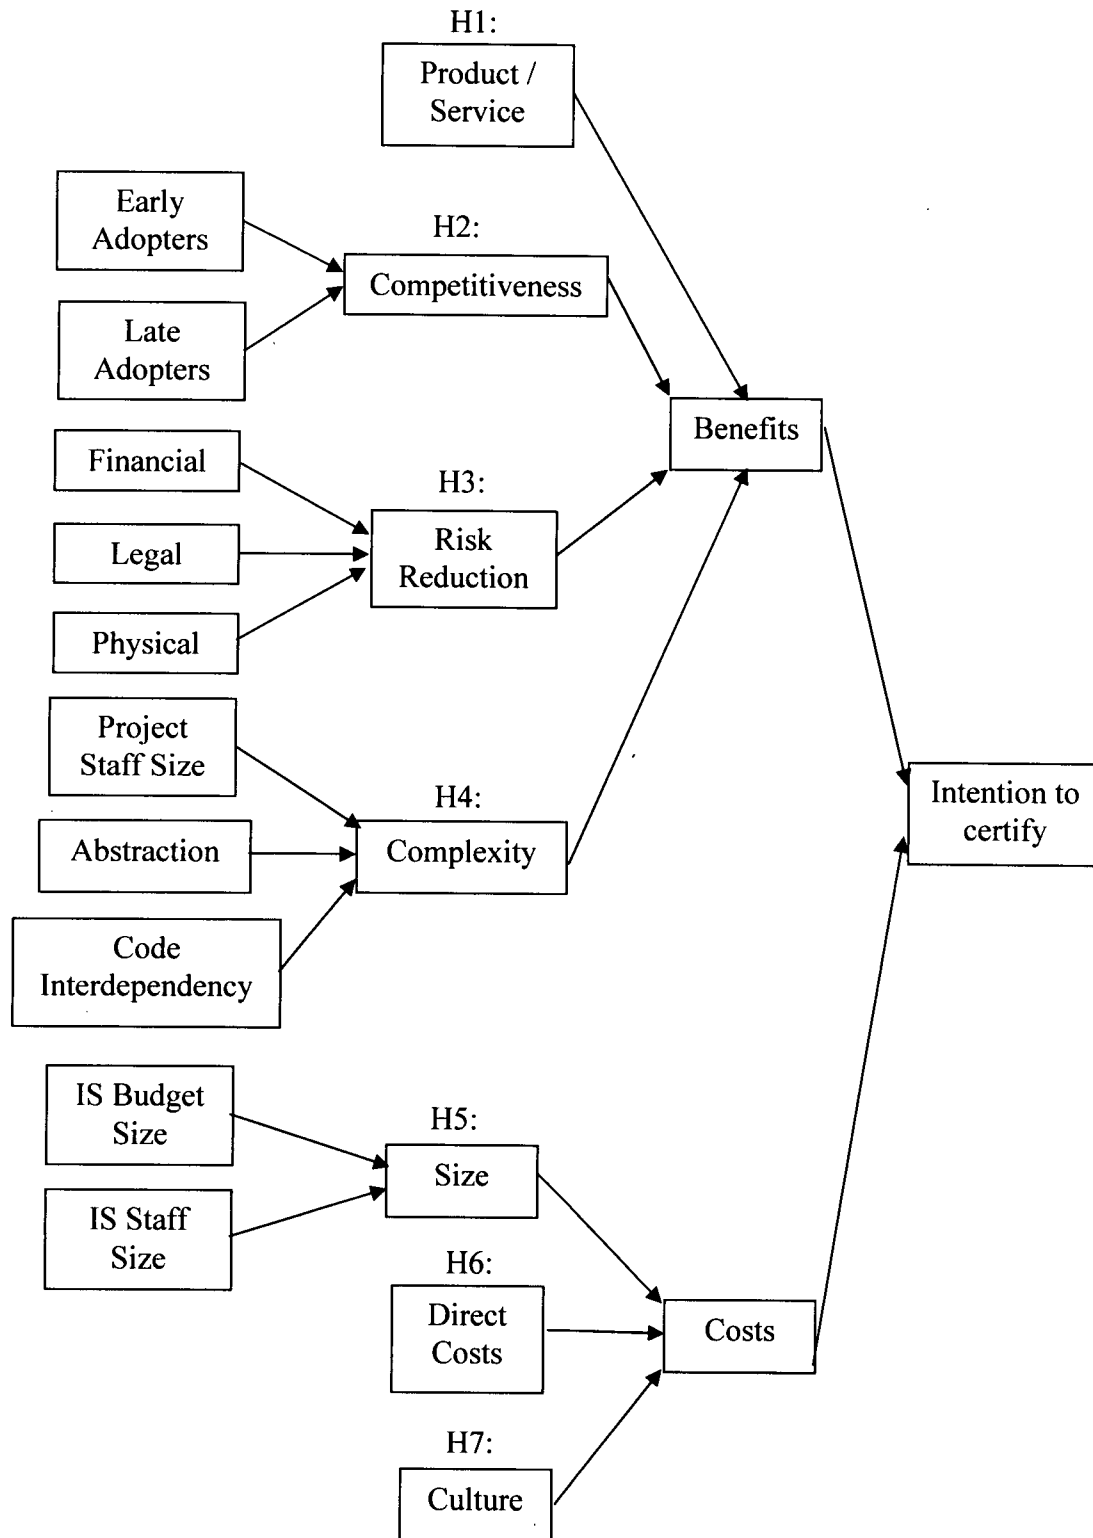 H1:
Product /
Service
Early
Adopters
H2:
Competitiveness
Late
Adopters
Benefits
Financial
H3:
Risk
Reduction
Legal
Physical
Project
Staff Size
H4:
Intention to
certify
Abstraction
Complexity
Code
Interdependency
IS Budget
Size
H5:
Size
IS Staff
Size
H6:
Direct
Costs
Costs
H7:
Culture